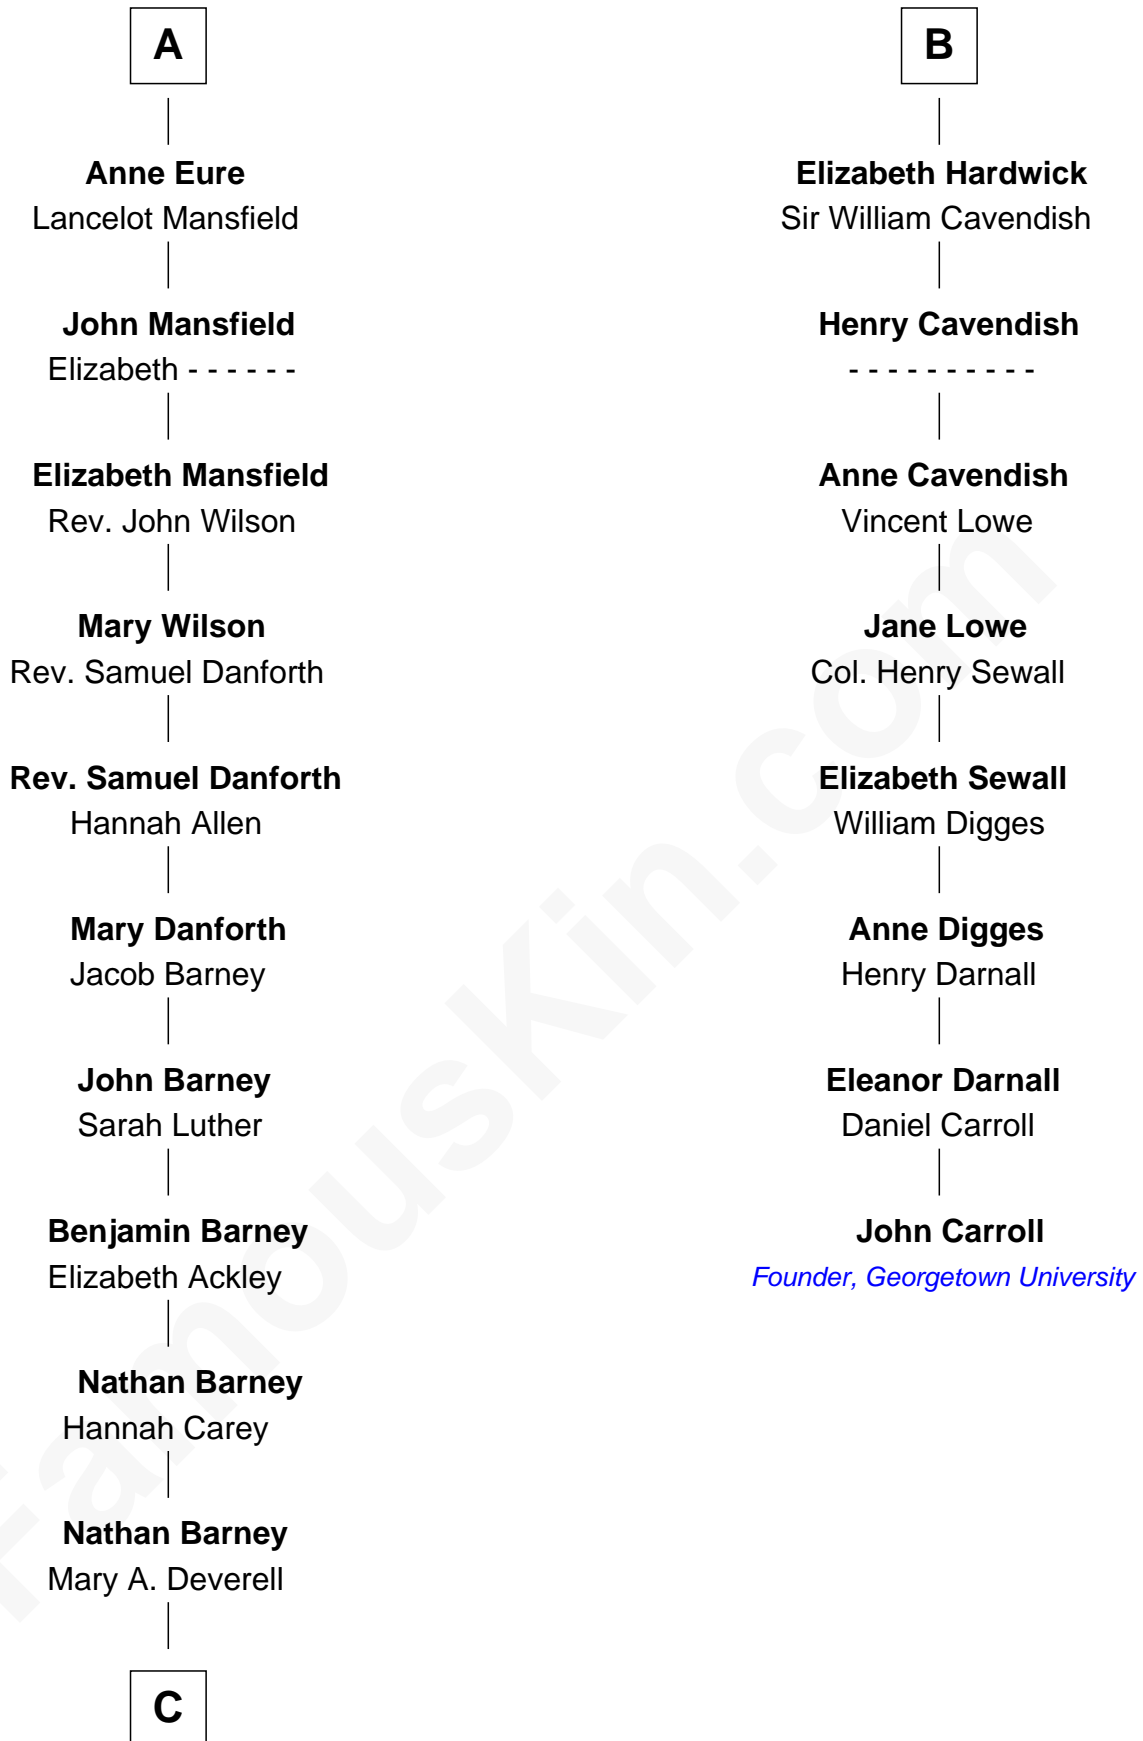 A
Anne Eure
Lancelot Mansfield
John Mansfield
Elizabeth - - - - - -
Elizabeth Mansfield
Rev. John Wilson
Mary Wilson
Rev. Samuel Danforth
Rev. Samuel Danforth
Hannah Allen
Mary Danforth
Jacob Barney
John Barney
Sarah Luther
Benjamin Barney
Elizabeth Ackley
Nathan Barney
Hannah Carey
Nathan Barney
Mary A. Deverell
C
B
Elizabeth Hardwick
Sir William Cavendish
Henry Cavendish
- - - - - - - - - -
Anne Cavendish
Vincent Lowe
Jane Lowe
Col. Henry Sewall
Elizabeth Sewall
William Digges
Anne Digges
Henry Darnall
Eleanor Darnall
Daniel Carroll
John Carroll
Founder, Georgetown University
FamousKin.com